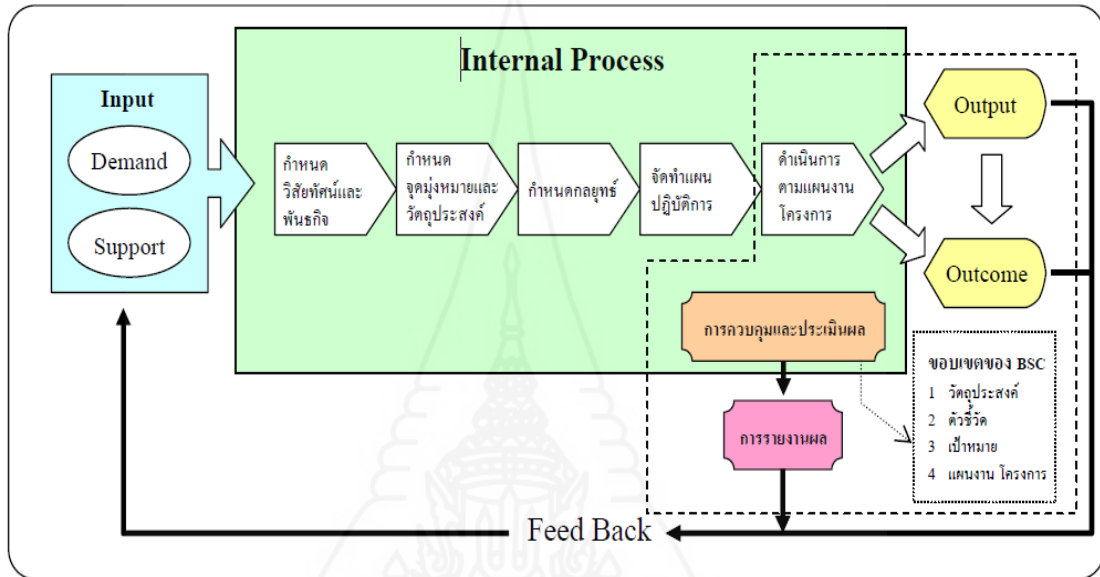 Internal Process
Input
Demand
Support
กำหนด
วิสัยทัศน์และ
พันธกิจ
กำหนด
จุดมุ่งหมายและ
วัตถุประสงค์
กำหนดกลยุทธ์
จัดทำแผน
ปฏิบัติการ
ดำเนินการ
ตามแผนงาน
โครงการ
Output
Outcome
การควบคุมและประเมินผล
การรายงานผล
ขอบเขตของ BSC
1 วัตถุประสงค์
2 ตัวชี้วัด
3 เป้าหมาย
4 แผนงาน โครงการ
Feed Back